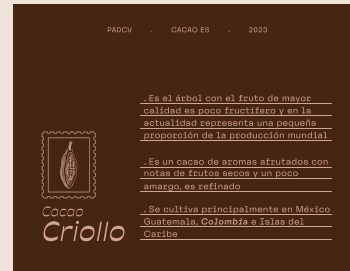 PADCV . CACAO ES . 2023
. Es el árbol con el fruto de mayor
calidad es poco fructífero y en la
actualidad representa una pequeña
proporción de la producción mundial
. Es un cacao de aromas afrutados con
notas de frutos secos y un poco
amargo, es refinado
. Se cultiva principalmente en México
Guatemala, Colombia e Islas del
Caribe
Cacao
Criollo